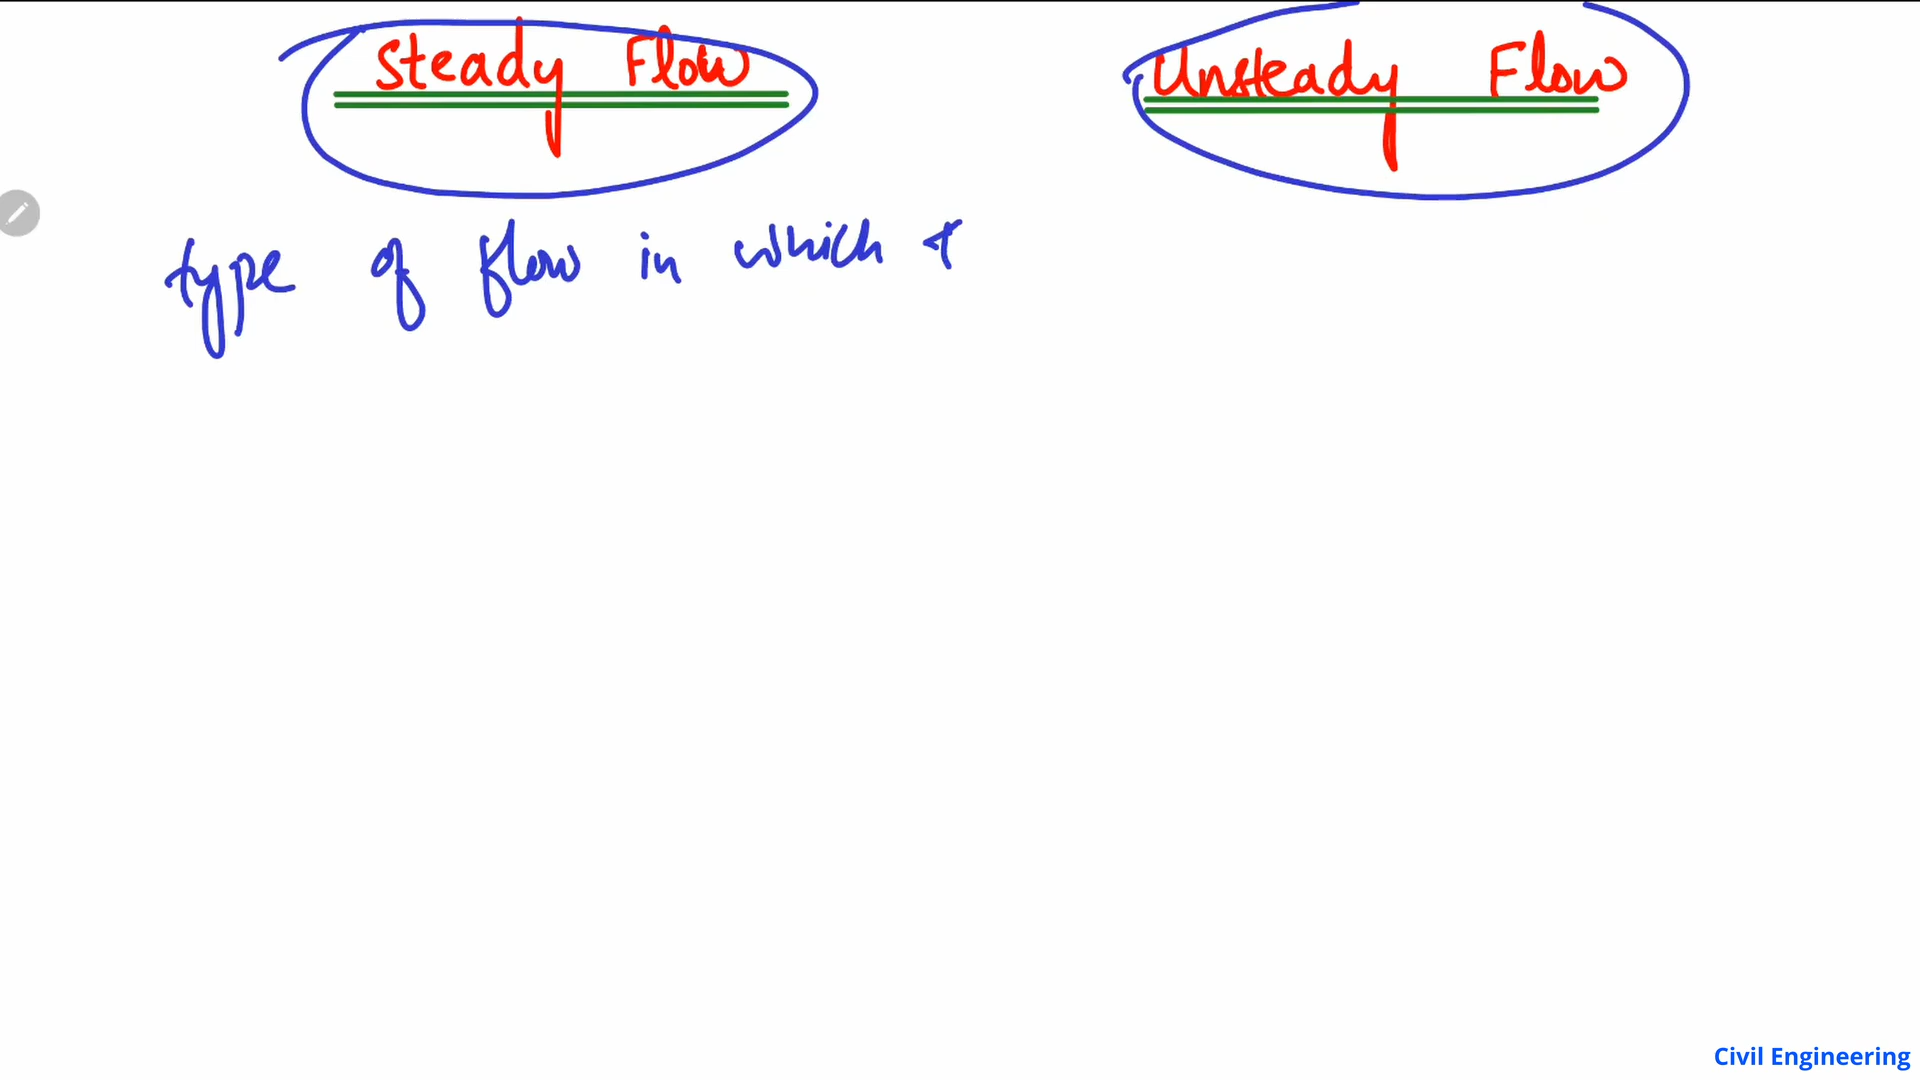 Steady Flow
Unsteady Flow
type of flow in which
Civil Engineering